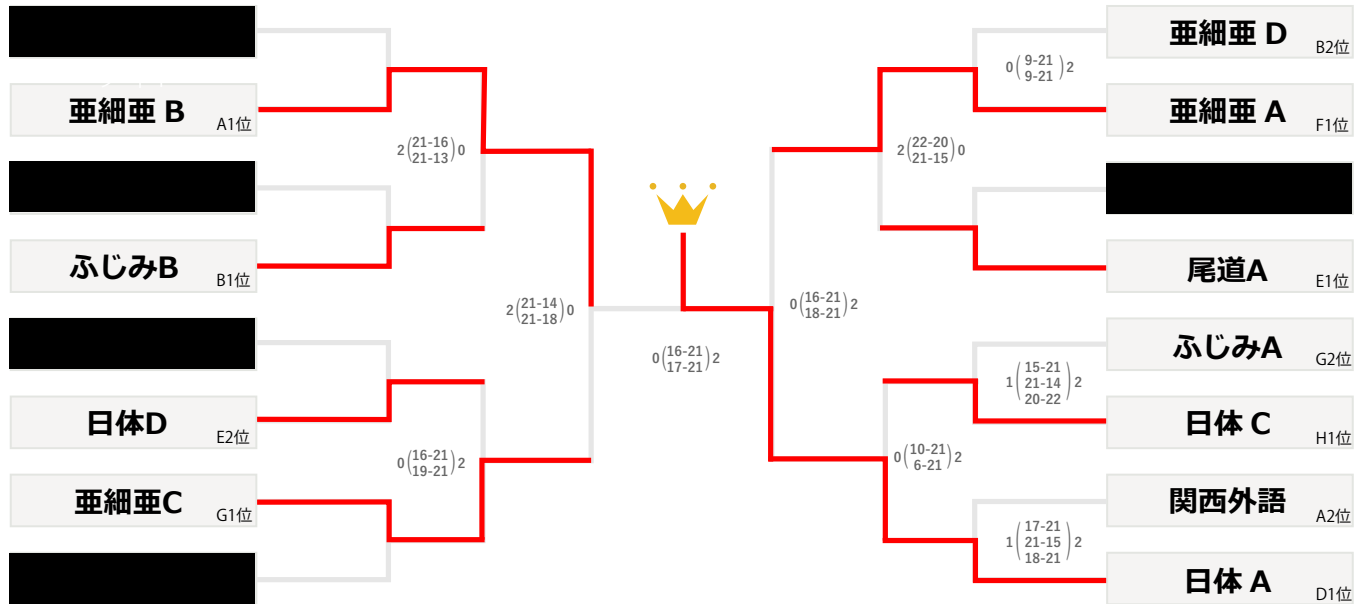 亜細亜 B A1位
2(21-16 21-13)0
ふじみB B1位
2(21-14 21-18)0
日体D E2位
0(16-21 19-21)2
亜細亜C G1位
0(16-21 17-21)2
亜細亜 D B2位
0(9-21 9-21)2
亜細亜 A F1位
2(22-20 21-15)0
尾道A E1位
0(16-21 18-21)2
ふじみA G2位
1(15-21 21-14 20-22)2
日体 C H1位
0(10-21 6-21)2
関西外語 A2位
1(17-21 21-15 18-21)2
日体 A D1位